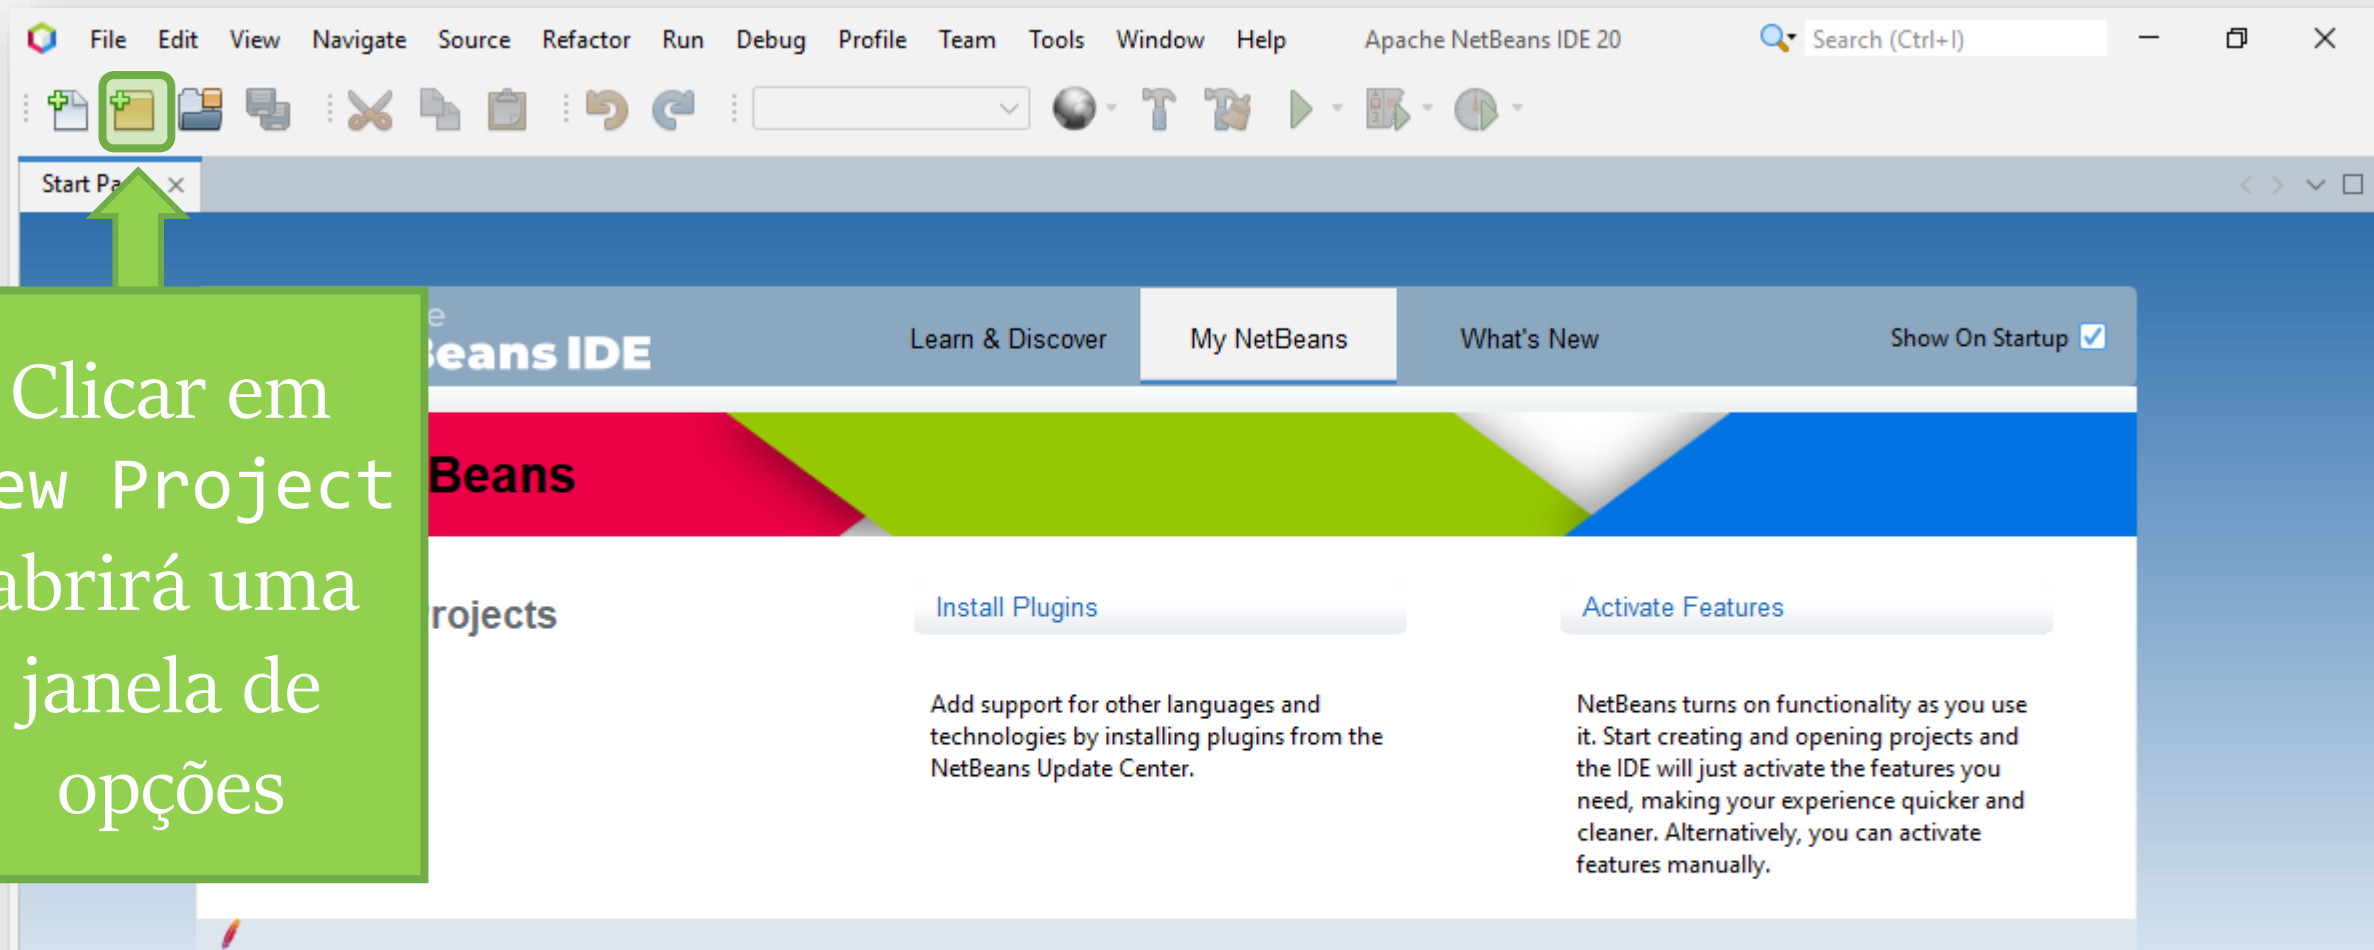 File Edit View Navigate Source Refactor Run Debug Profile Team Tools Window Help Apache NetBeans IDE 20 Search (Ctrl+I)
Start Pa
Beans IDE Learn & Discover My NetBeans What's New Show On Startup
Clicar em
ew Project
abrirá uma
janela de
opções
Beans
rojects
Install Plugins
Add support for other languages and
technologies by installing plugins from the
NetBeans Update Center.
Activate Features
NetBeans turns on functionality as you use
it. Start creating and opening projects and
the IDE will just activate the features you
need, making your experience quicker and
cleaner. Alternatively, you can activate
features manually.